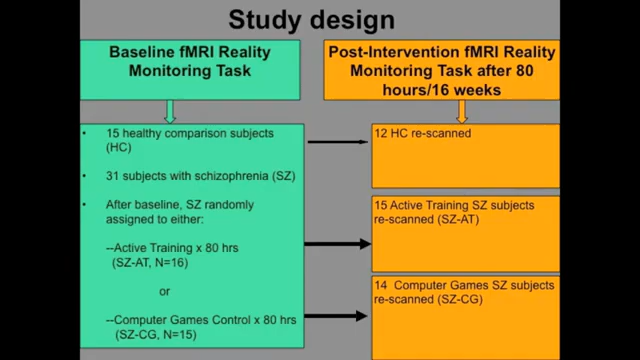 Study design
Baseline fMRI Reality
Monitoring Task
Post-Intervention fMRI Reality
Monitoring Task after 80
hours/16 weeks
• 15 healthy comparison subjects
(HC)
• 31 subjects with schizophrenia (SZ)
• After baseline, SZ randomly
assigned to either:
--Active Training x 80 hrs
(SZ-AT, N=16)
or
--Computer Games Control x 80 hrs
(SZ-CG, N=15)
12 HC re-scanned
15 Active Training SZ subjects
re-scanned (SZ-AT)
14 Computer Games SZ subjects
re-scanned (SZ-CG)